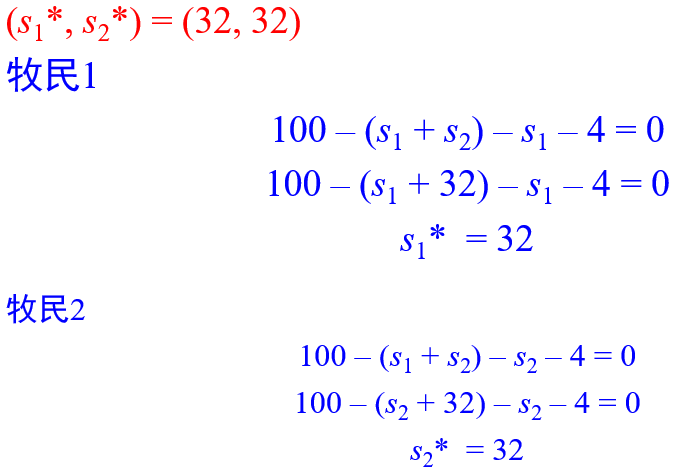 (s₁*, s₂*) = (32, 32)
牧民1
100 – (s₁ + s₂) – s₁ – 4 = 0
100 – (s₁ + 32) – s₁ – 4 = 0
s₁* = 32
牧民2
100 – (s₁ + s₂) – s₂ – 4 = 0
100 – (s₂ + 32) – s₂ – 4 = 0
s₂* = 32